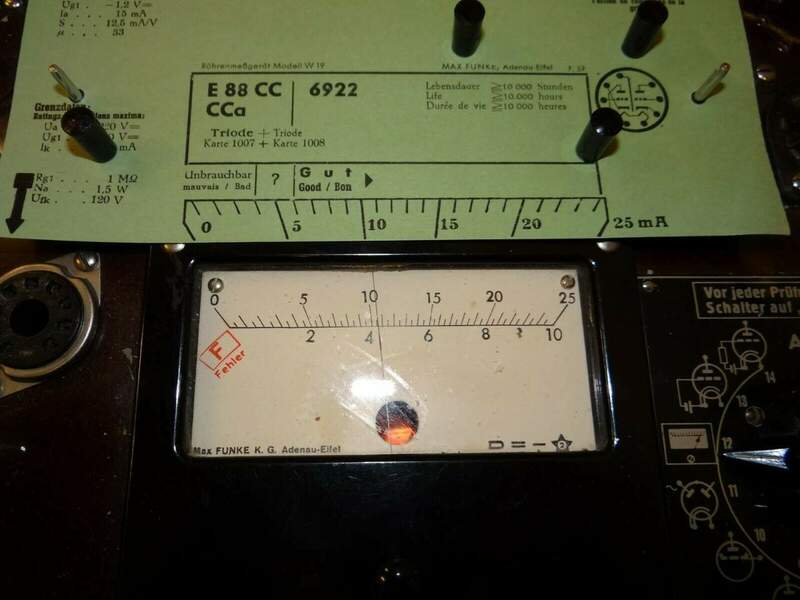 Ug1 . -1,2 V=
Ia . . . 15 mA
S . . . 12,5 mA/V
μ . . . 33
Röhrenmeßgerät Modell W 19
MAX FUNKE, Adenau-Eifel
E 88 CC
CCa
6922
Lebensdauer 10 000 Stunden
Life 10.000 hours
Durée de vie 10 000 heures
Triode + Triode
Karte 1007 + Karte 1008
Grenzdaten:
Ua 220 V=
Ug1
Ik mA
Rg1 . . . 1 MΩ
Na . . . 1,5 W
Ufk . . 120 V
Unbrauchbar
mauvais / Bad
?
Gut
Good / Bon
0 5 10 15 20 25 mA
0 5 10 15 20 25
2 4 6 8 10
F
Fehler
Max FUNKE K. G. Adenau-Eifel
2
Vor jeder Prüf
Schalter auf
A
14
13
12
11
10